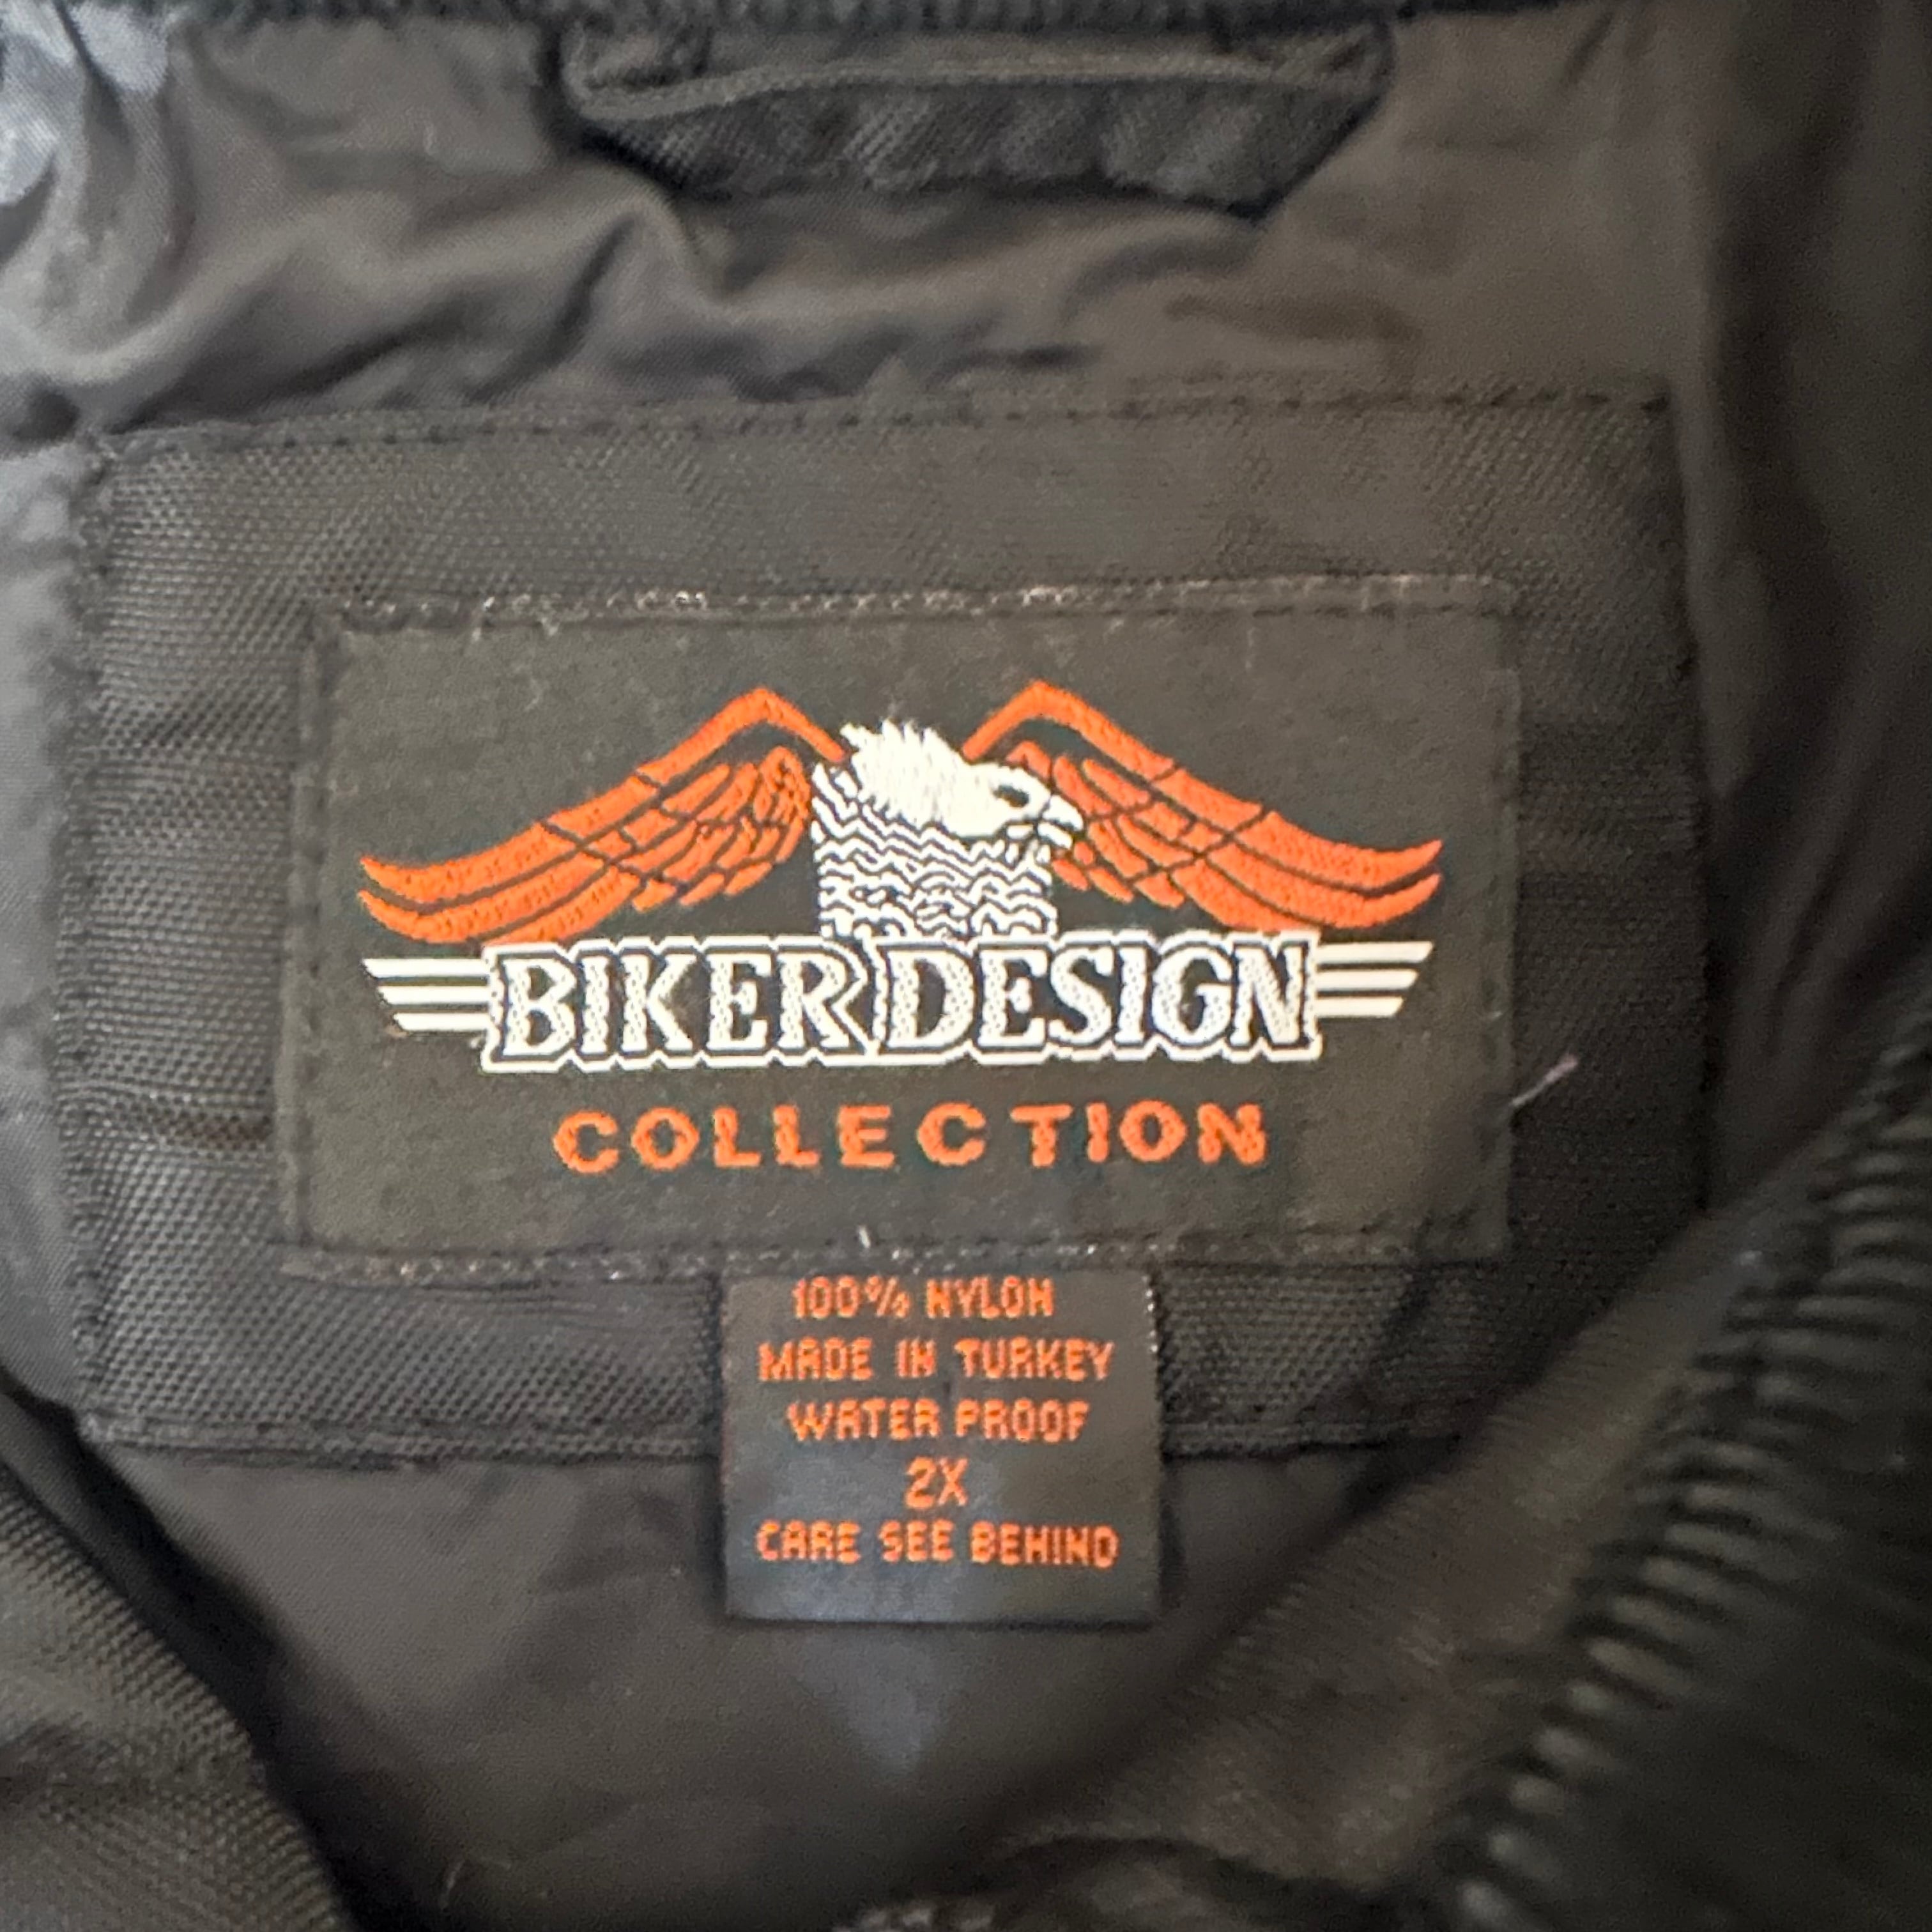 BIKER DESIGN
COLLECTION
100% NYLON
MADE IN TURKEY
WATER PROOF
2X
CARE SEE BEHIND